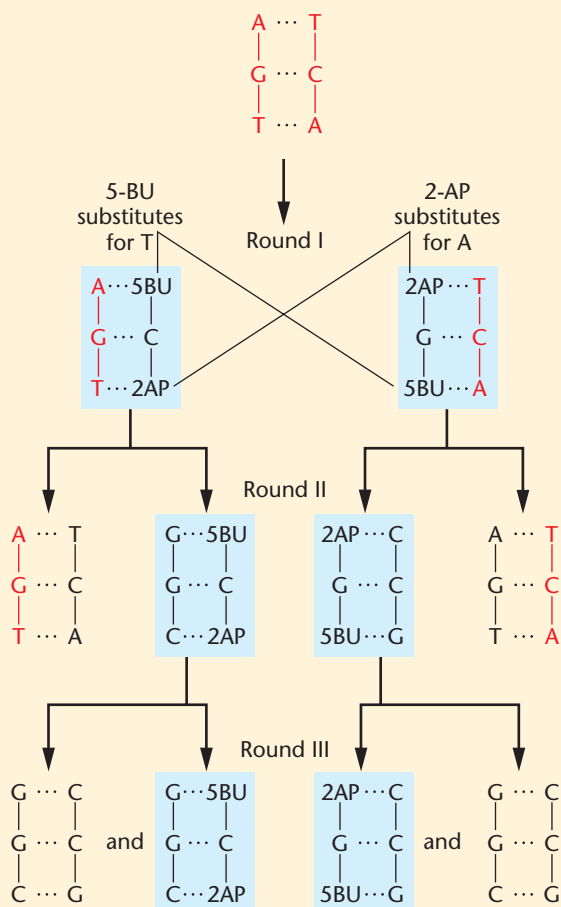 A ··· T
G ··· C
T ··· A
5-BU
substitutes
for T
2-AP
substitutes
for A
Round I
A ··· 5BU
G ··· C
T ··· 2AP
2AP ··· T
G ··· C
5BU ··· A
Round II
A ··· T
G ··· C
T ··· A
G ··· 5BU
G ··· C
C ··· 2AP
2AP ··· C
G ··· C
5BU ··· G
A ··· T
G ··· C
T ··· A
Round III
G ··· C
G ··· C
C ··· G
and
G ··· 5BU
G ··· C
C ··· 2AP
2AP ··· C
G ··· C
5BU ··· G
and
G ··· C
G ··· C
C ··· G